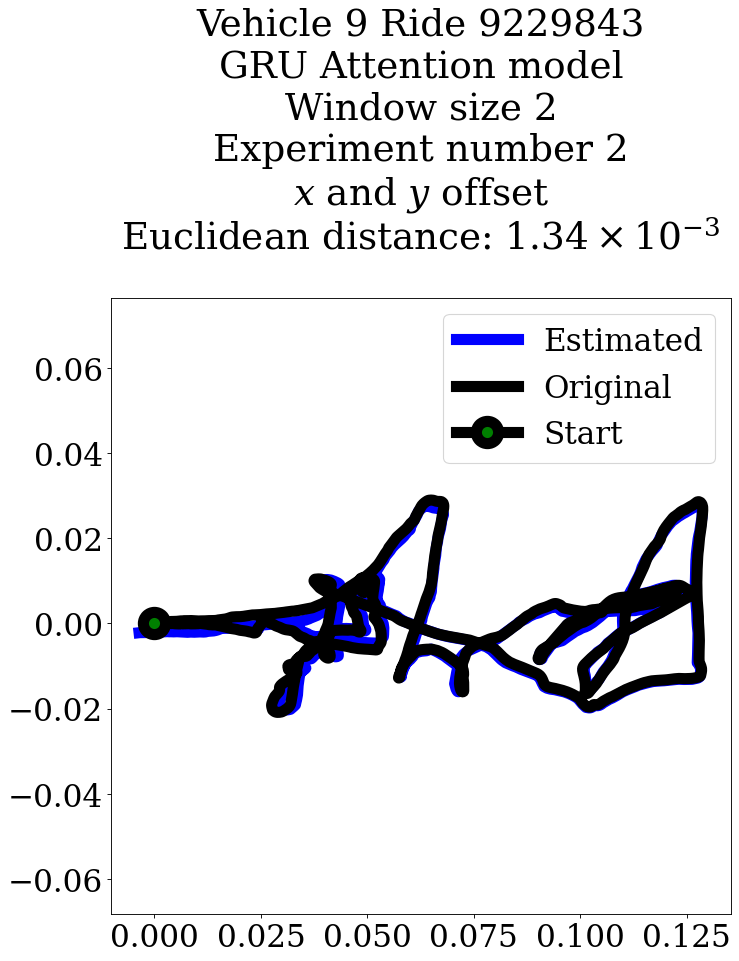 Vehicle 9 Ride 9229843
GRU Attention model
Window size 2
Experiment number 2
x and y offset
Euclidean distance: 1.34 × 10⁻³
Estimated
Original
Start
0.06
0.04
0.02
0.00
−0.02
−0.04
−0.06
0.000 0.025 0.050 0.075 0.100 0.125